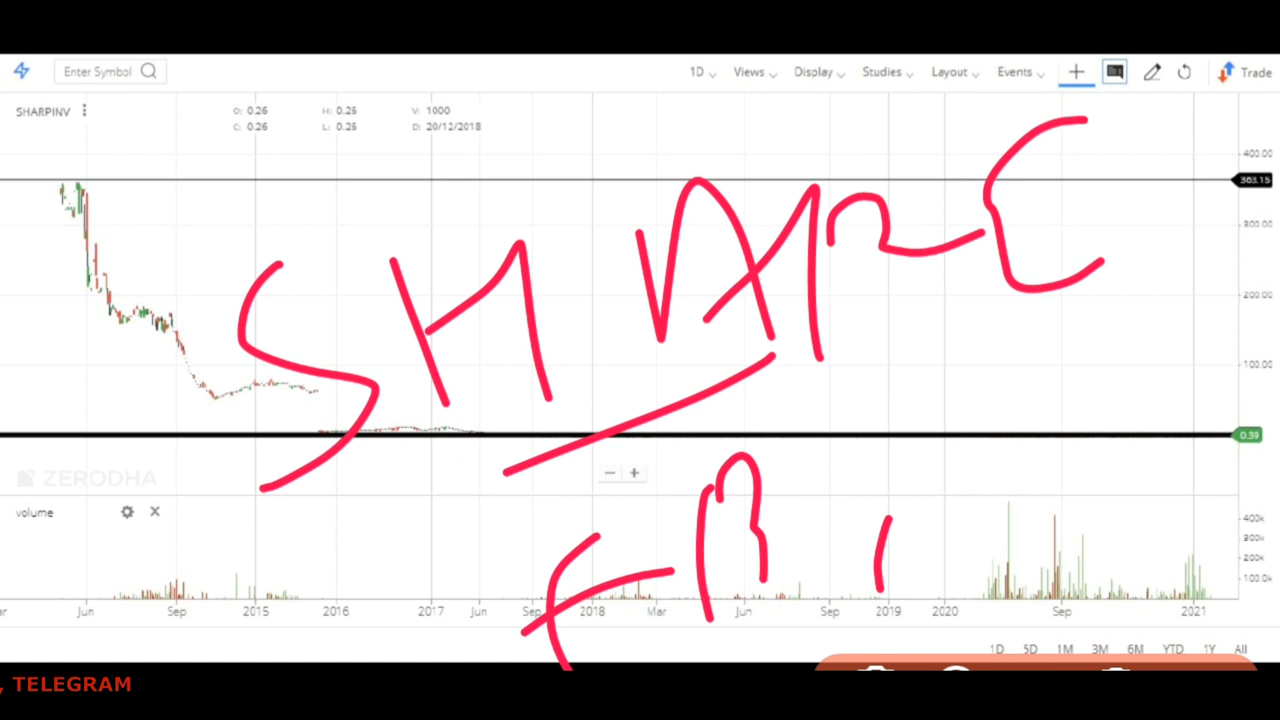 Enter Symbol
1D Views Display Studies Layout Events Trade
SHARPINV O: 0.26 H: 0.26 V: 1000
C: 0.26 L: 0.26 D: 20/12/2018
400.00
363.15
300.00
200.00
100.00
0.39
SHARE
ZERODHA
volume
400k
300k
200k
100.0k
Jun Sep 2015 2016 2017 Jun Sep 2018 Mar Jun Sep 2019 2020 Sep 2021
1D 5D 1M 3M 6M YTD 1Y All
, TELEGRAM